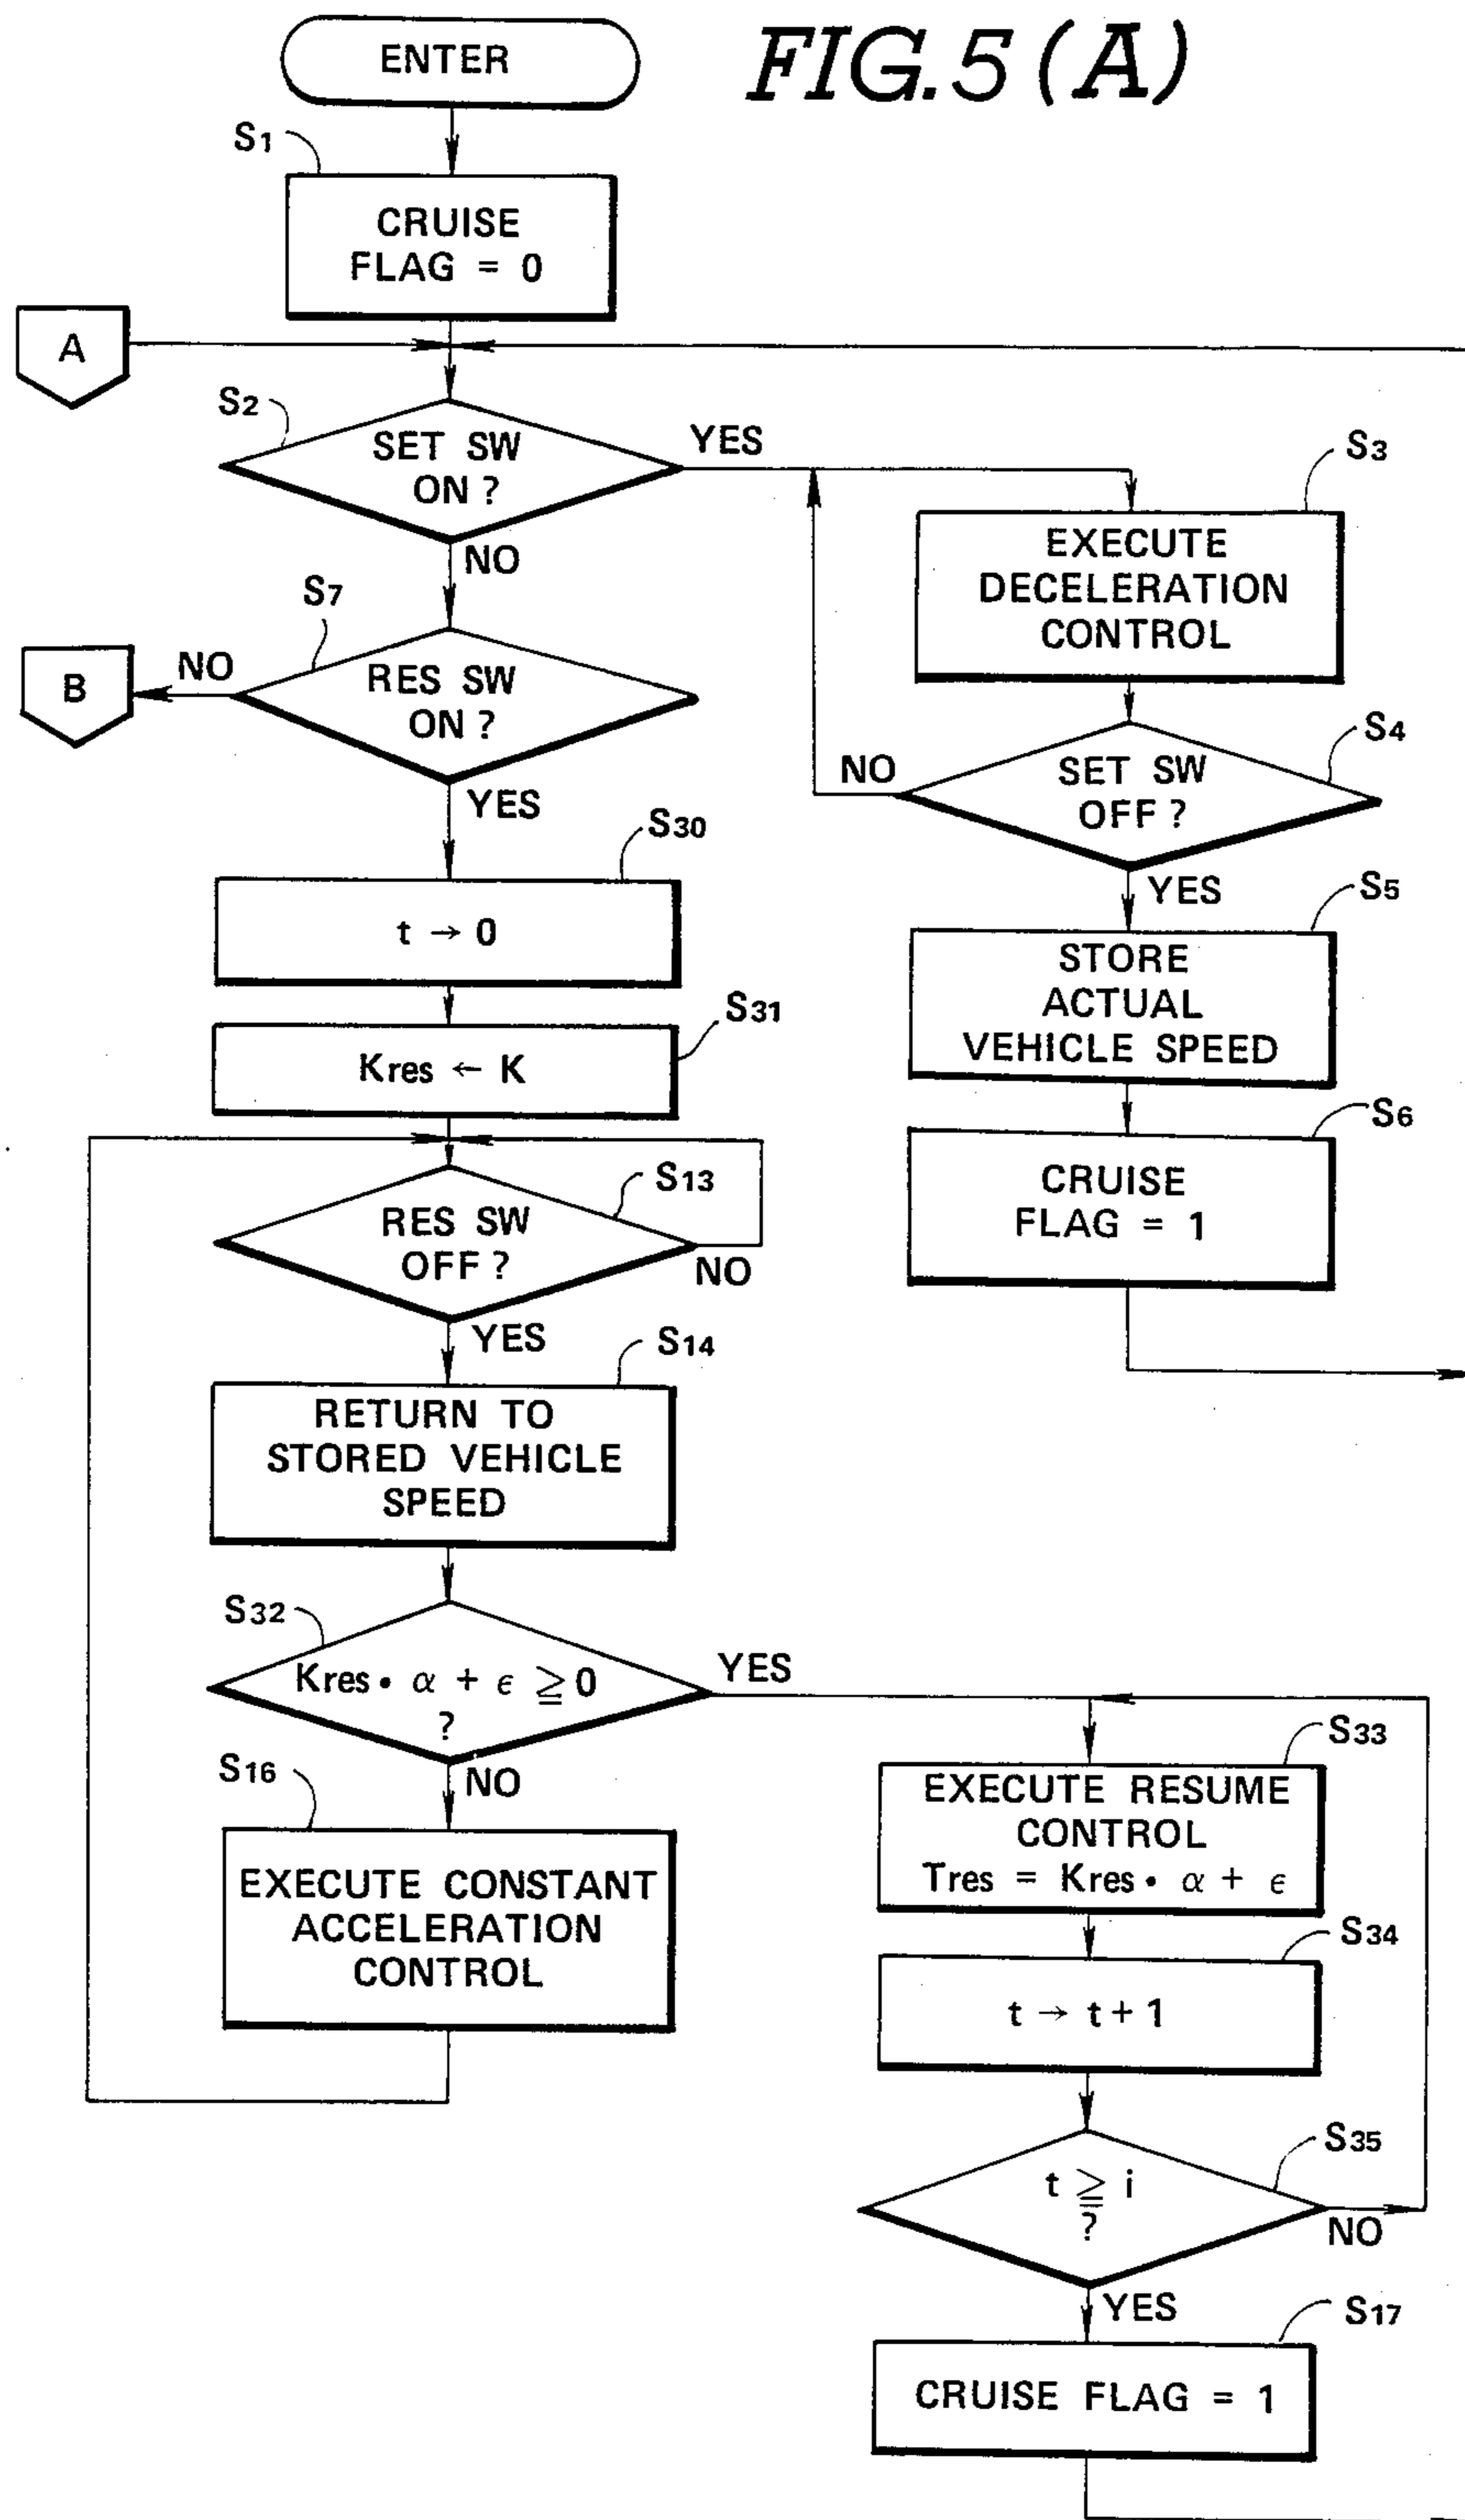 FIG.5(A)
ENTER
S1
CRUISE
FLAG = 0
A
S2
SET SW
ON?
YES
NO
S3
EXECUTE
DECELERATION
CONTROL
S4
SET SW
OFF?
NO
YES
S5
STORE
ACTUAL
VEHICLE SPEED
S6
CRUISE
FLAG = 1
S7
RES SW
ON?
NO
B
YES
S30
t → 0
S31
Kres ← K
S13
RES SW
OFF?
NO
YES
S14
RETURN TO
STORED VEHICLE
SPEED
S32
Kres • α + ε ≧ 0
?
YES
NO
S16
EXECUTE CONSTANT
ACCELERATION
CONTROL
S33
EXECUTE RESUME
CONTROL
Tres = Kres • α + ε
S34
t → t + 1
S35
t ≧ i
?
NO
YES
S17
CRUISE FLAG = 1